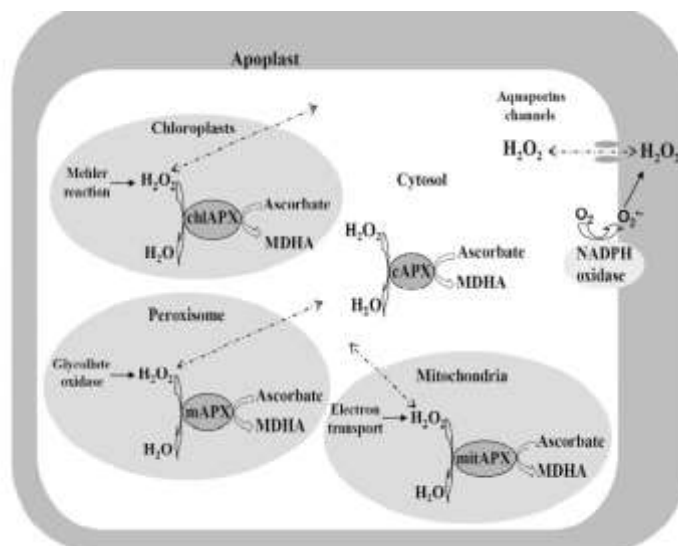 Apoplast
Aquaporins
channels
H₂O₂
H₂O₂
Chloroplasts
Mehler
reaction
H₂O₂
chlAPX
Ascorbate
MDHA
H₂O
Cytosol
O₂
O₂•-
NADPH
oxidase
H₂O₂
cAPX
Ascorbate
MDHA
H₂O
Peroxisome
Glycollate
oxidase
H₂O₂
mAPX
Ascorbate
MDHA
H₂O
Mitochondria
Electron
transport
H₂O₂
mitAPX
Ascorbate
MDHA
H₂O